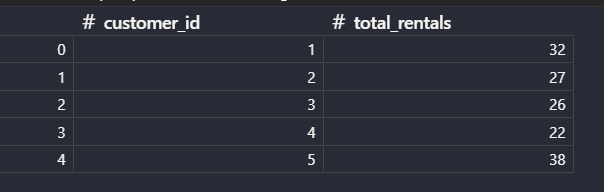 # customer_id # total_rentals
0 1 32
1 2 27
2 3 26
3 4 22
4 5 38